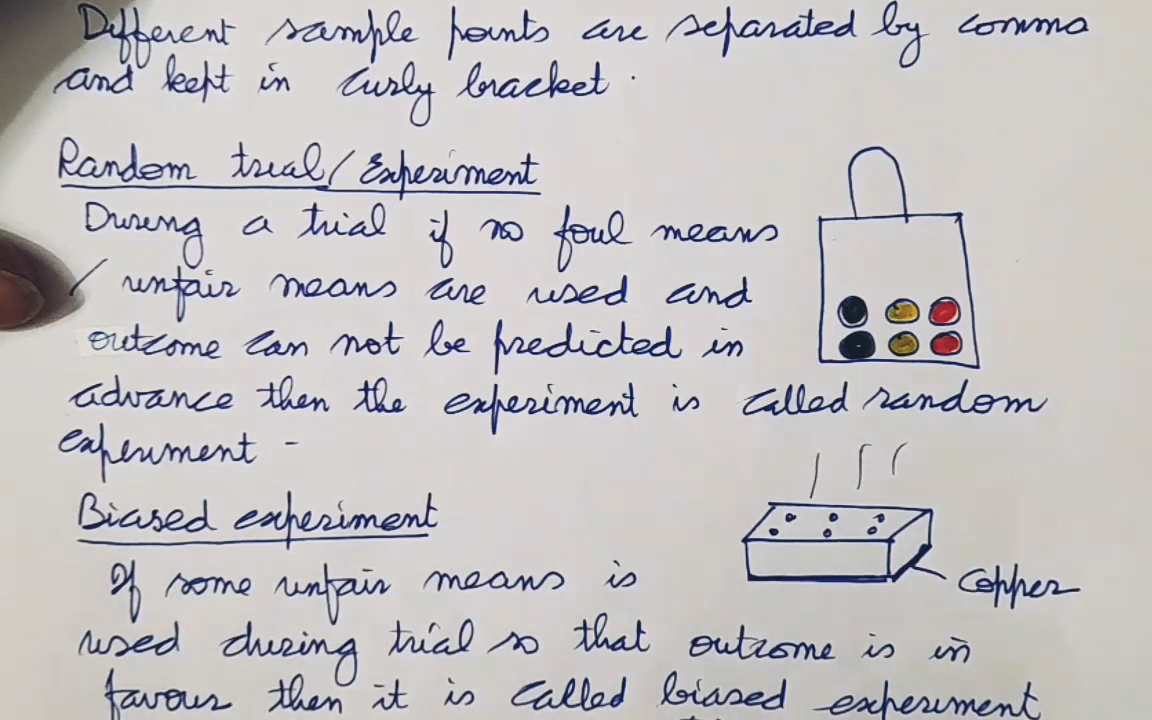 Different sample points are separated by comma
and kept in curly bracket.
Random trial/Experiment
During a trial if no foul means
/ unfair means are used and
outcome can not be predicted in
advance then the experiment is called random
experiment -
Biased experiment
If some unfair means is
Copper
used during trial so that outcome is in
favour then it is called biased experiment